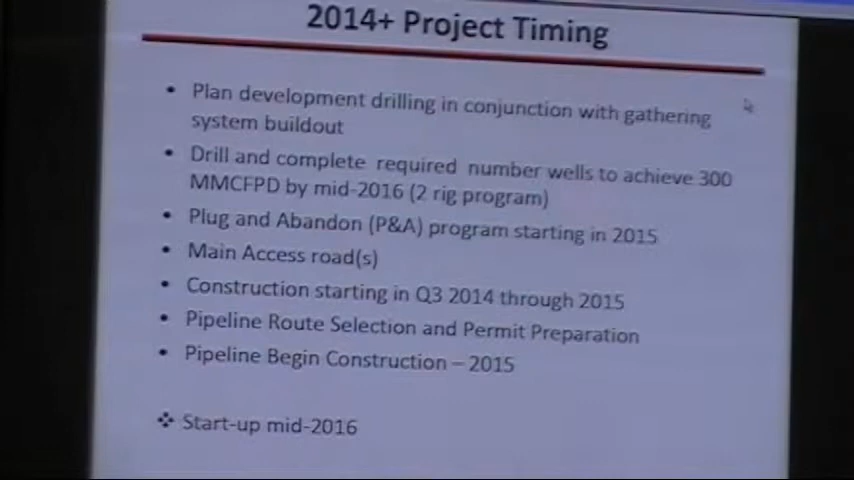 2014+ Project Timing
• Plan development drilling in conjunction with gathering
system buildout
• Drill and complete required number wells to achieve 300
MMCFPD by mid-2016 (2 rig program)
• Plug and Abandon (P&A) program starting in 2015
• Main Access road(s)
• Construction starting in Q3 2014 through 2015
• Pipeline Route Selection and Permit Preparation
• Pipeline Begin Construction – 2015
❖ Start-up mid-2016